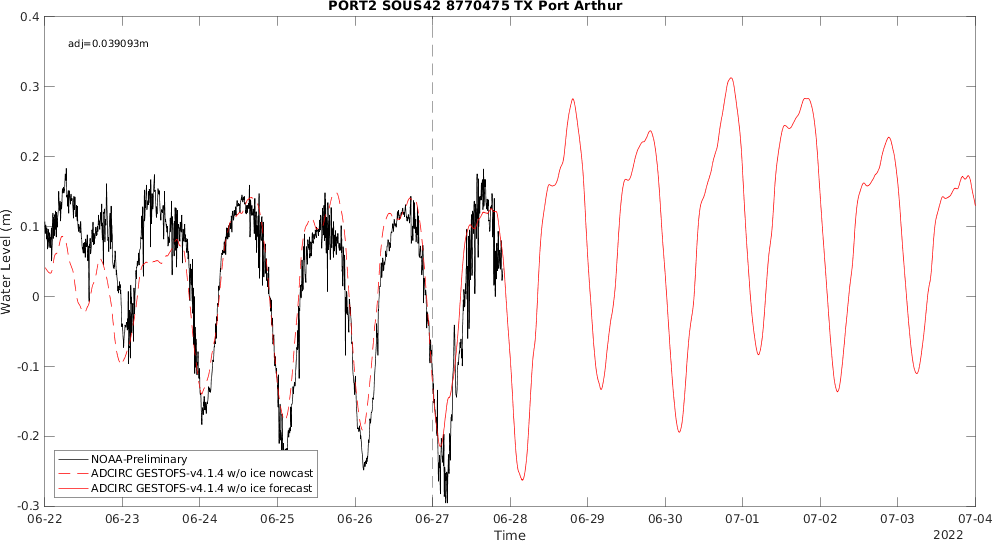 PORT2 SOUS42 8770475 TX Port Arthur
adj=0.039093m
Water Level (m)
0.4
0.3
0.2
0.1
0
-0.1
-0.2
-0.3
NOAA-Preliminary
ADCIRC GESTOFS-v4.1.4 w/o ice nowcast
ADCIRC GESTOFS-v4.1.4 w/o ice forecast
06-22 06-23 06-24 06-25 06-26 06-27 06-28 06-29 06-30 07-01 07-02 07-03 07-04
Time
2022